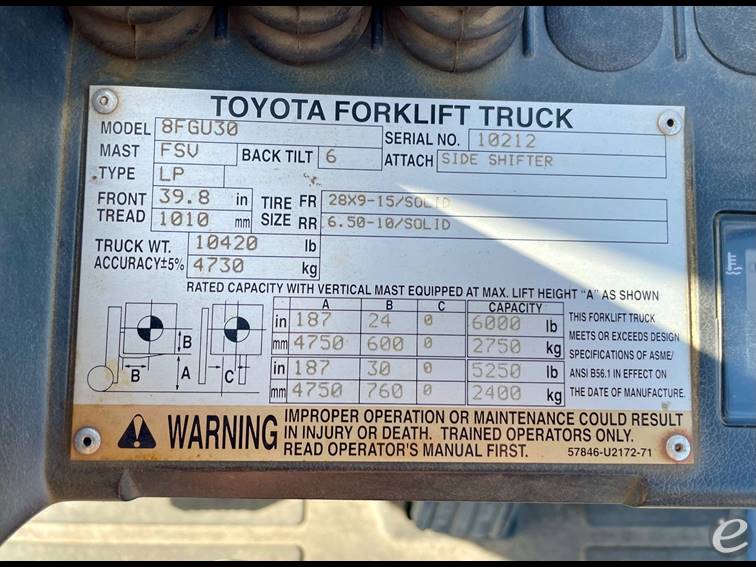 TOYOTA FORKLIFT TRUCK
MODEL 8FGU30 SERIAL NO. 10212
MAST FSV BACK TILT 6 ATTACH SIDE SHIFTER
TYPE LP
FRONT TREAD 39.8 in TIRE SIZE FR 28X9-15/SOLID
1010 mm RR 6.50-10/SOLID
TRUCK WT. 10420 lb
ACCURACY±5% 4730 kg
RATED CAPACITY WITH VERTICAL MAST EQUIPPED AT MAX. LIFT HEIGHT "A" AS SHOWN
A B C CAPACITY
in 187 24 0 6000 lb
mm 4750 600 0 2750 kg
in 187 30 0 5250 lb
mm 4750 760 0 2400 kg
B
B A C
THIS FORKLIFT TRUCK
MEETS OR EXCEEDS DESIGN
SPECIFICATIONS OF ASME/
ANSI B56.1 IN EFFECT ON
THE DATE OF MANUFACTURE.
WARNING
IMPROPER OPERATION OR MAINTENANCE COULD RESULT
IN INJURY OR DEATH. TRAINED OPERATORS ONLY.
READ OPERATOR'S MANUAL FIRST. 57846-U2172-71
e